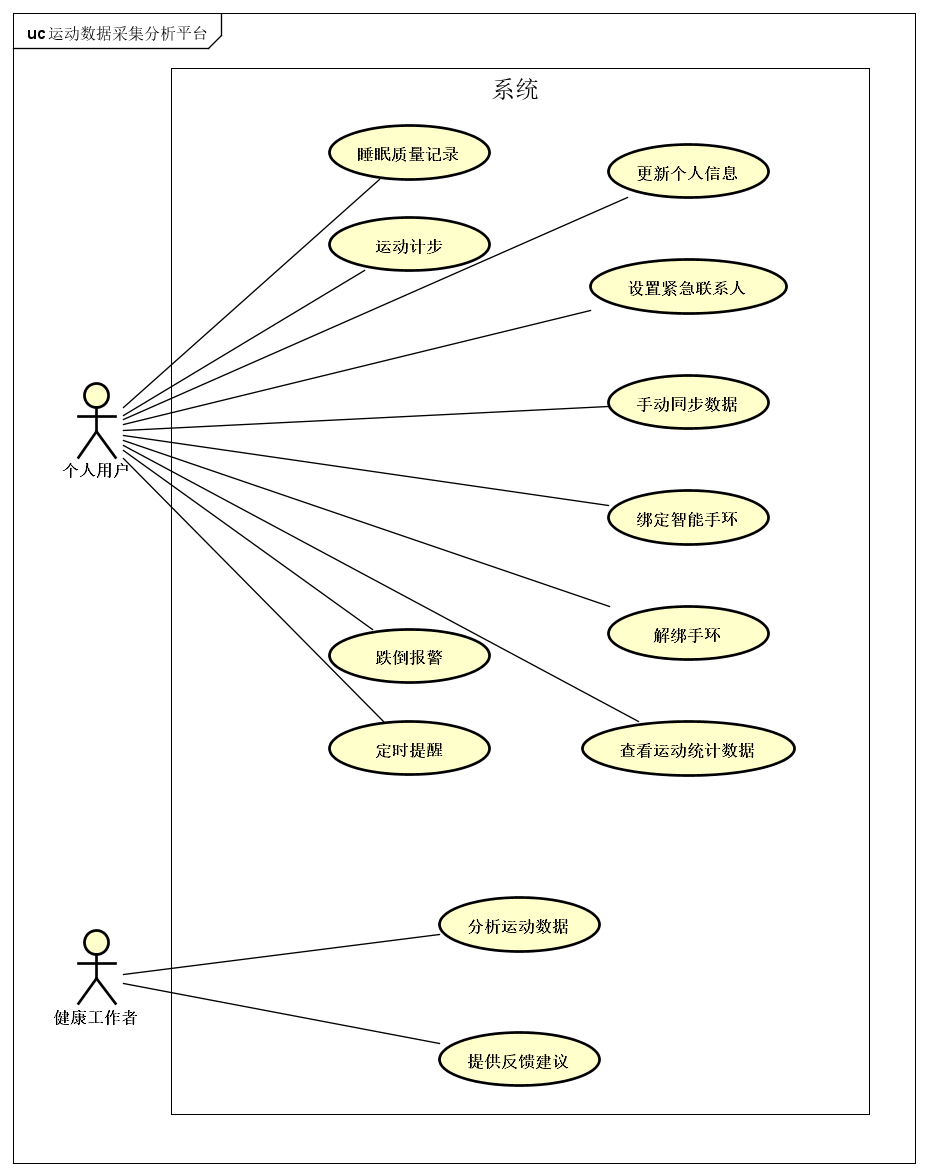 uc 运动数据采集分析平台
系统
睡眠质量记录
更新个人信息
运动计步
设置紧急联系人
手动同步数据
个人用户
绑定智能手环
解绑手环
跌倒报警
定时提醒
查看运动统计数据
分析运动数据
健康工作者
提供反馈建议